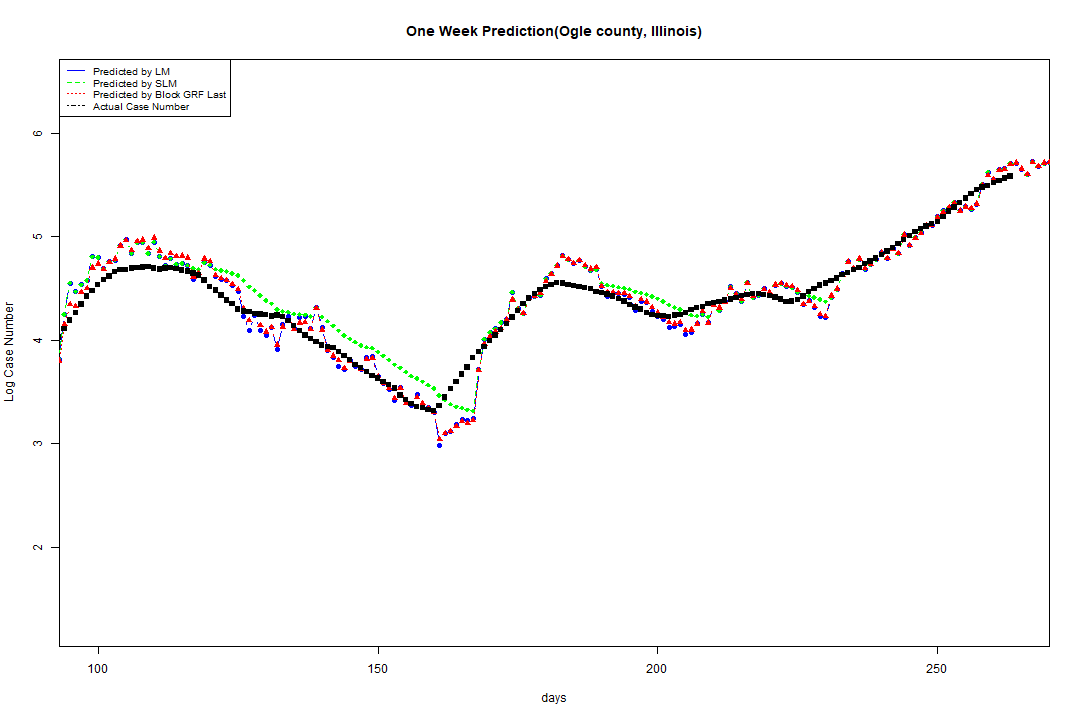 One Week Prediction(Ogle county, Illinois)
Predicted by LM
Predicted by SLM
Predicted by Block GRF Last
Actual Case Number
6
5
4
3
2
Log Case Number
100 150 200 250
days